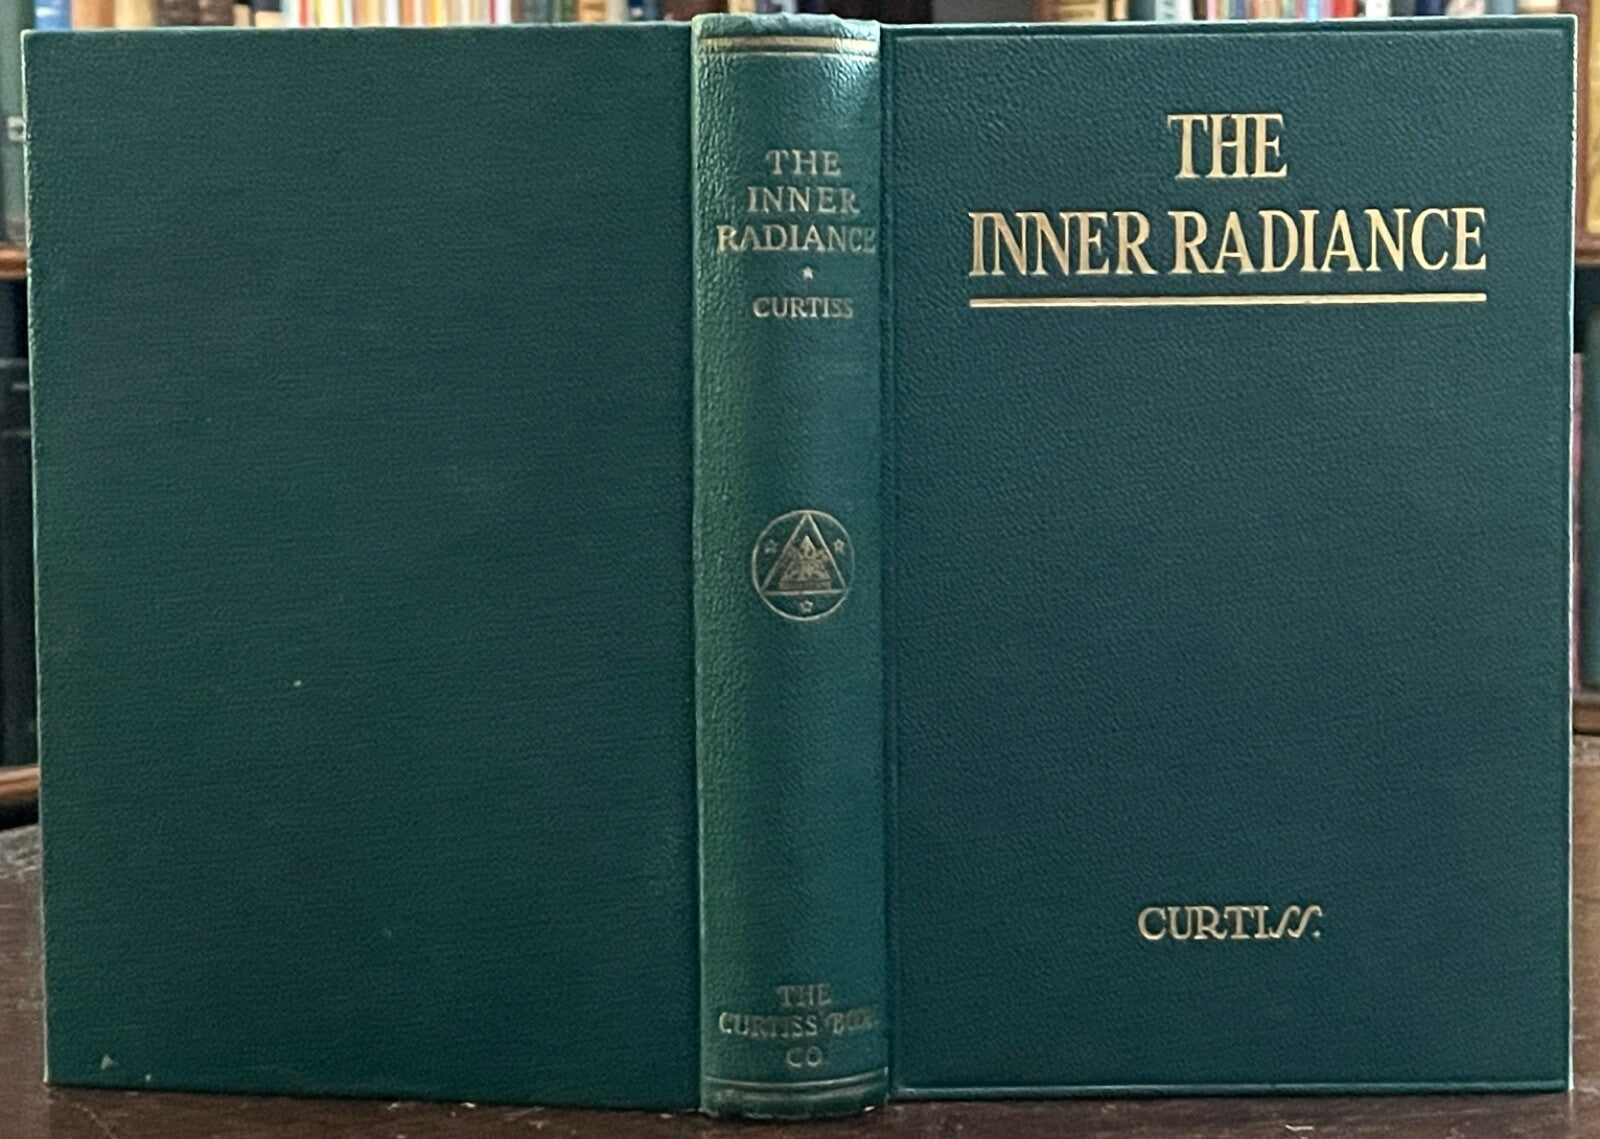 THE
INNER
RADIANCE
CURTISS
THE
CURTISS BOOK
CO
THE
INNER RADIANCE
CURTISS.